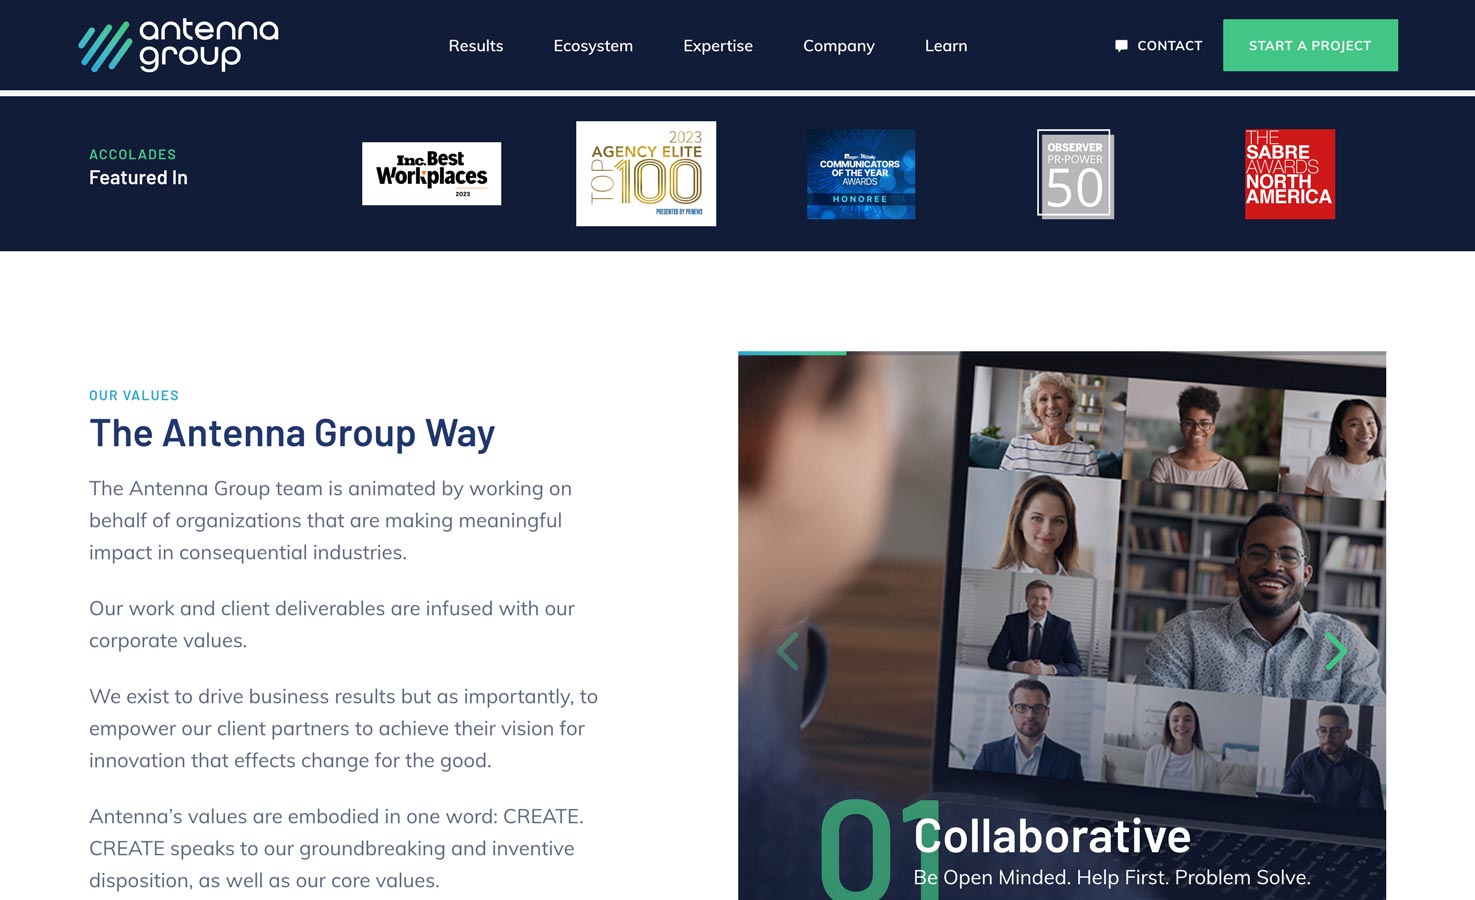 antenna
group
Results
Ecosystem
Expertise
Company
Learn
CONTACT
START A PROJECT
ACCOLADES
Featured In
Inc. Best
Workplaces
2023
2023
AGENCY ELITE
TOP 100
PRESENTED BY PRNEWS
COMMUNICATORS
OF THE YEAR
AWARDS
HONOREE
OBSERVER
PR•POWER
50
THE
SABRE
AWARDS
NORTH
AMERICA
OUR VALUES
The Antenna Group Way
The Antenna Group team is animated by working on
behalf of organizations that are making meaningful
impact in consequential industries.
Our work and client deliverables are infused with our
corporate values.
We exist to drive business results but as importantly, to
empower our client partners to achieve their vision for
innovation that effects change for the good.
Antenna’s values are embodied in one word: CREATE.
CREATE speaks to our groundbreaking and inventive
disposition, as well as our core values.
01
Collaborative
Be Open Minded. Help First. Problem Solve.